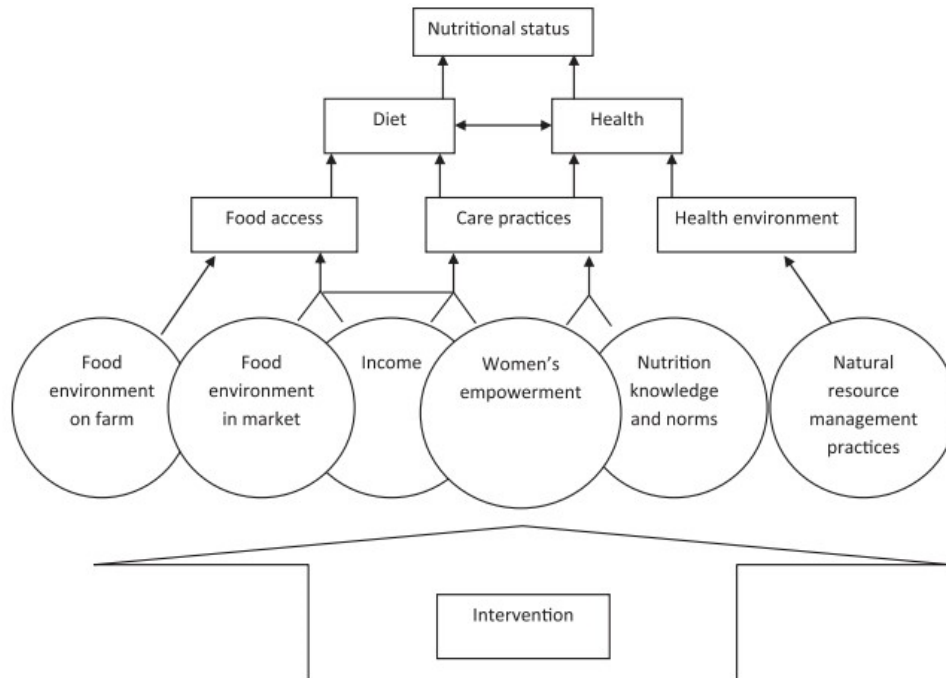 Nutritional status
Diet
Health
Food access
Care practices
Health environment
Food
environment
on farm
Food
environment
in market
Income
Women's
empowerment
Nutrition
knowledge
and norms
Natural
resource
management
practices
Intervention